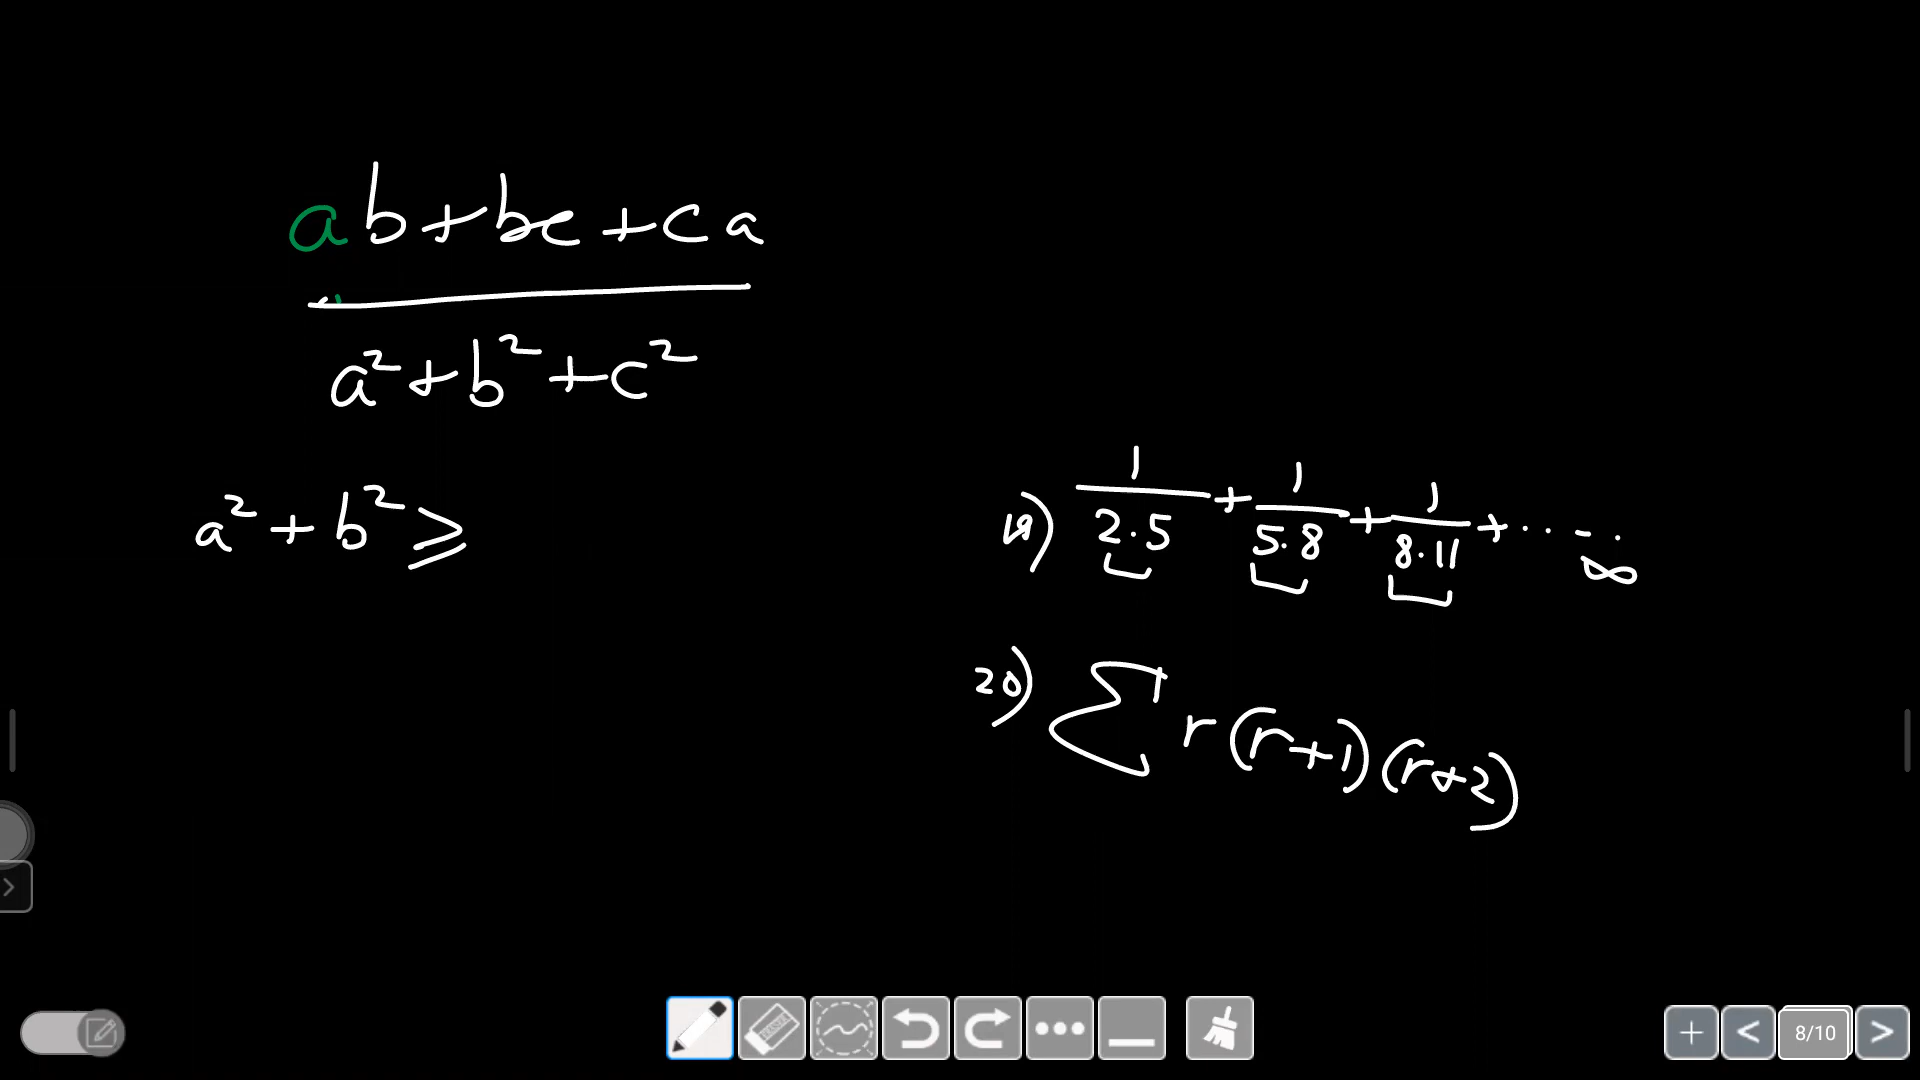 ab+bc+ca
a²+b²+c²
a²+b²⩾
19) 1/2·5 + 1/5·8 + 1/8·11 + ..... ∞
20) Σ r(r+1)(r+2)
8/10